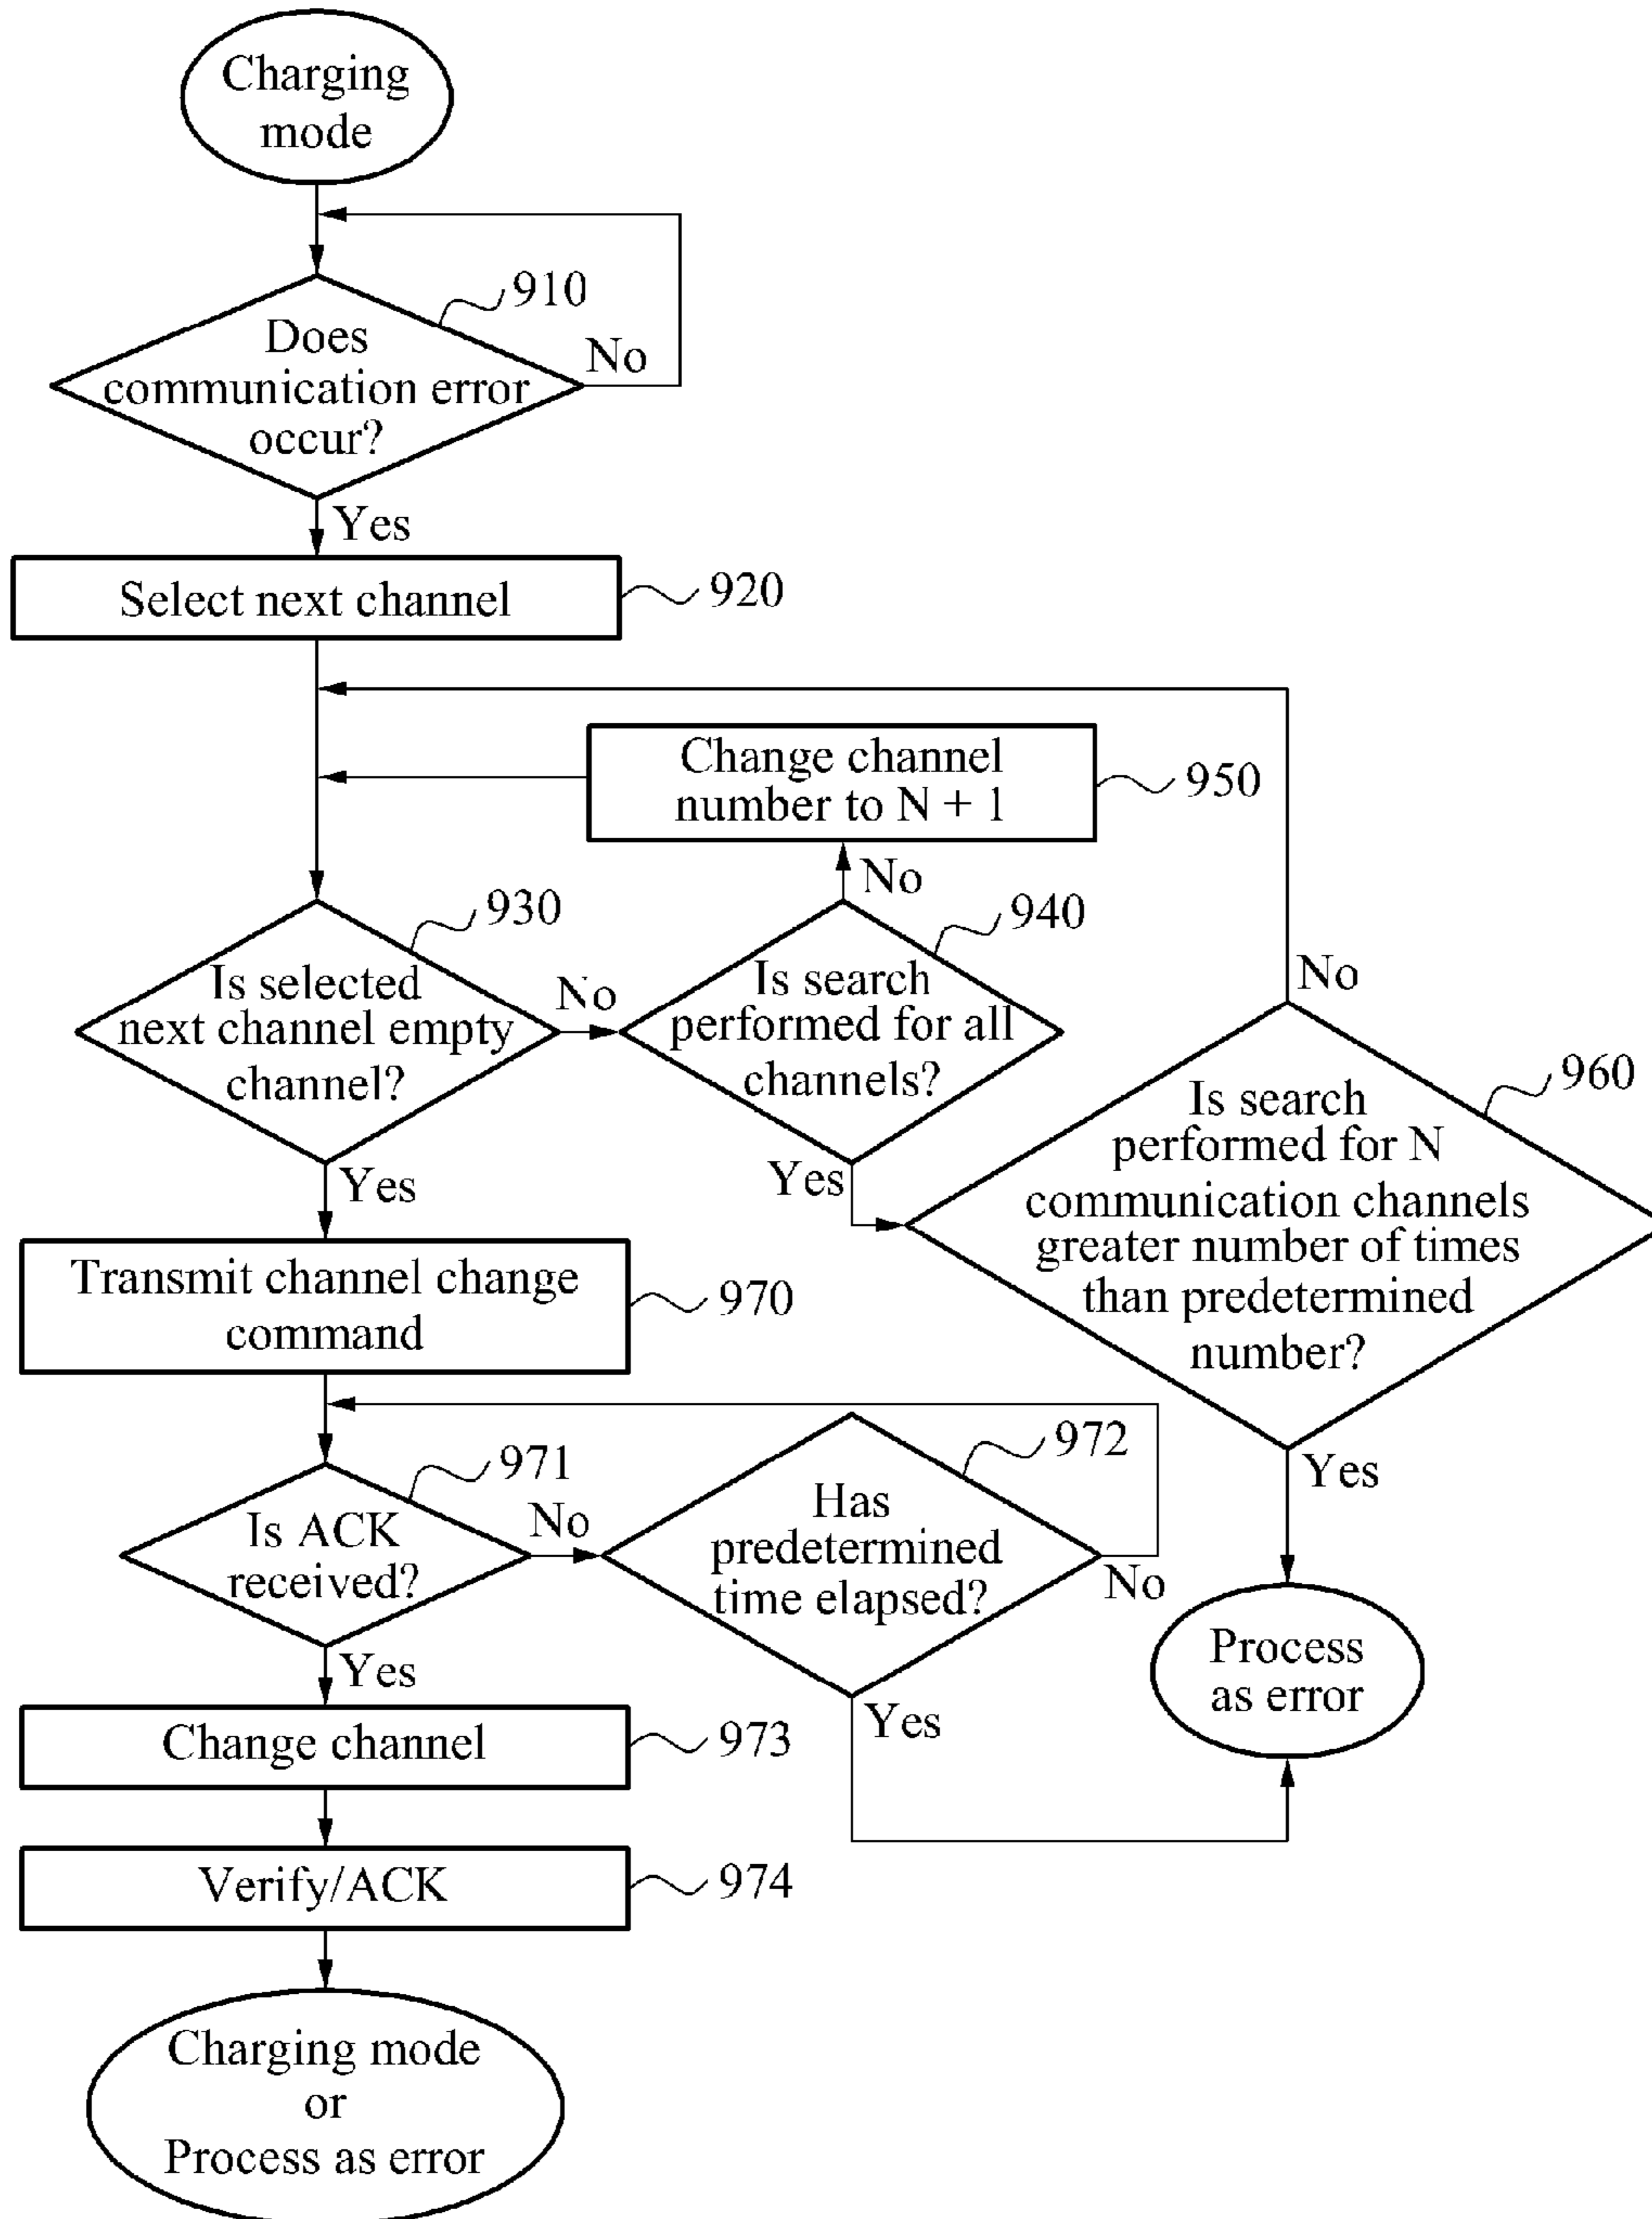 Charging
mode
910
Does
communication error
occur?
No
Yes
Select next channel
920
Change channel
number to N + 1
950
No
930
940
Is selected
next channel empty
channel?
No
Is search
performed for all
channels?
No
960
Is search
performed for N
communication channels
greater number of times
than predetermined
number?
Yes
Yes
Transmit channel change
command
970
971
972
Is ACK
received?
No
Has
predetermined
time elapsed?
No
Yes
Yes
Yes
Process
as error
Change channel
973
Verify/ACK
974
Charging mode
or
Process as error